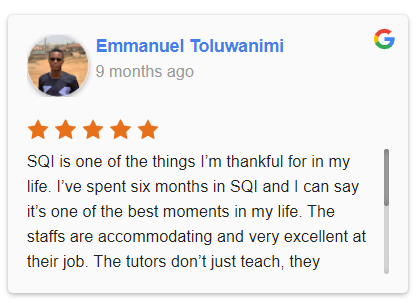 Emmanuel Toluwanimi
9 months ago
SQI is one of the things I’m thankful for in my
life. I’ve spent six months in SQI and I can say
it’s one of the best moments in my life. The
staffs are accommodating and very excellent at
their job. The tutors don’t just teach, they